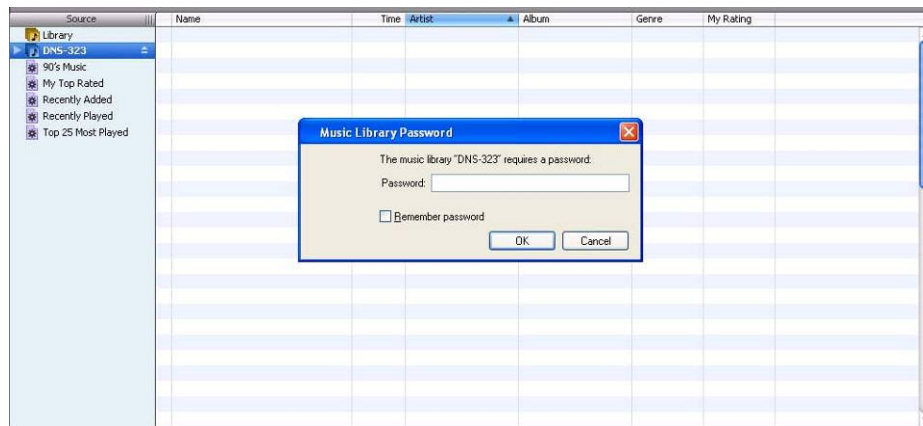 Source Name Time Artist Album Genre My Rating
Library
DNS-323
90's Music
My Top Rated
Recently Added
Recently Played
Top 25 Most Played
Music Library Password
The music library "DNS-323" requires a password:
Password:
Remember password
OK Cancel